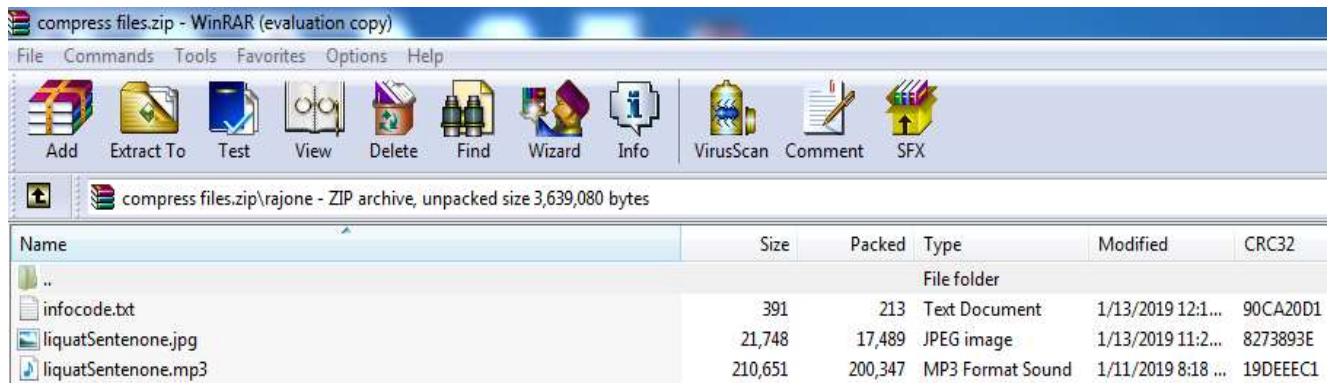 compress files.zip - WinRAR (evaluation copy)
File Commands Tools Favorites Options Help
Add Extract To Test View Delete Find Wizard Info VirusScan Comment SFX
compress files.zip\rajone - ZIP archive, unpacked size 3,639,080 bytes
Name Size Packed Type Modified CRC32
.. File folder
infocode.txt 391 213 Text Document 1/13/2019 12:1... 90CA20D1
liquatSentenone.jpg 21,748 17,489 JPEG image 1/13/2019 11:2... 8273893E
liquatSentenone.mp3 210,651 200,347 MP3 Format Sound 1/11/2019 8:18 ... 19DEEEC1